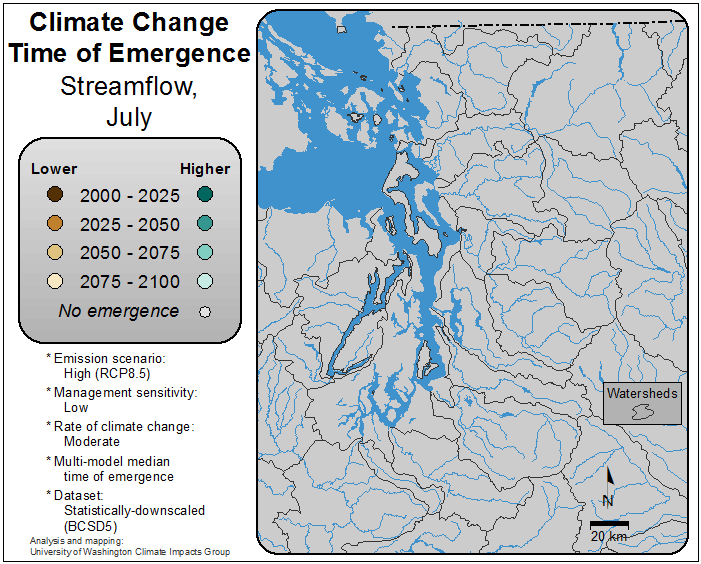 Climate Change
Time of Emergence
Streamflow,
July
Lower Higher
2000 - 2025
2025 - 2050
2050 - 2075
2075 - 2100
No emergence
* Emission scenario:
High (RCP8.5)
* Management sensitivity:
Low
* Rate of climate change:
Moderate
* Multi-model median
time of emergence
* Dataset:
Statistically-downscaled
(BCSD5)
Analysis and mapping:
University of Washington Climate Impacts Group
Watersheds
N
20 km